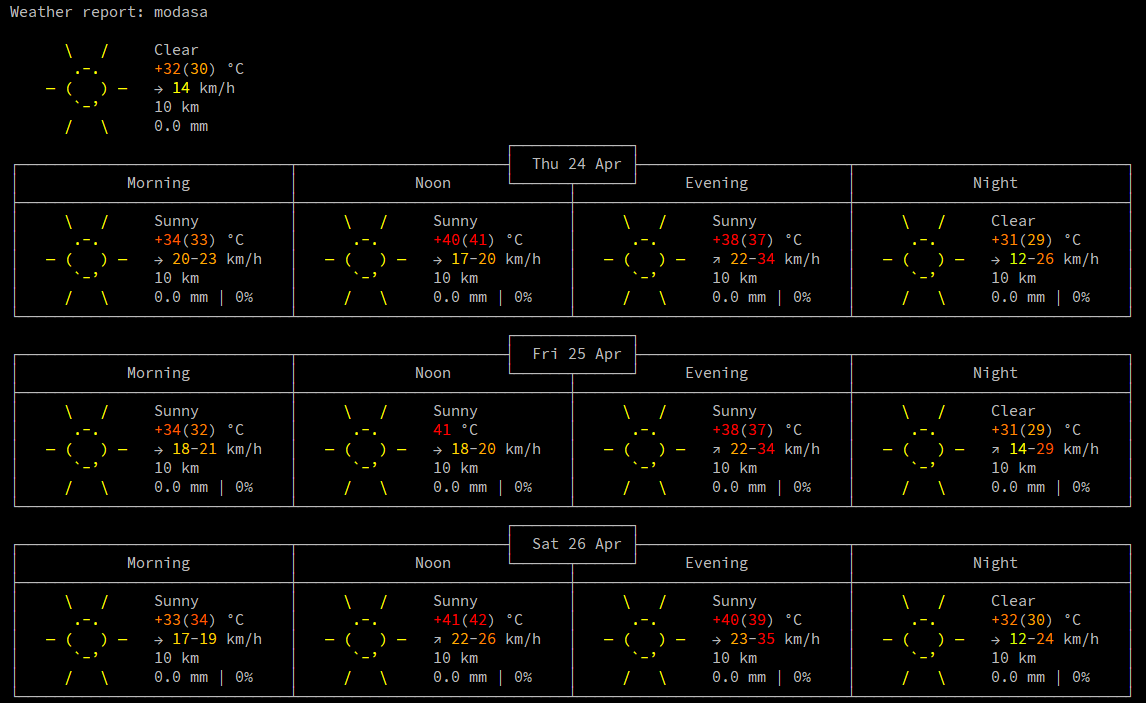 Weather report: modasa
Clear
+32(30) °C
→ 14 km/h
10 km
0.0 mm
Thu 24 Apr
Morning Noon Evening Night
Sunny Sunny Sunny Clear
+34(33) °C +40(41) °C +38(37) °C +31(29) °C
→ 20-23 km/h → 17-20 km/h ↗ 22-34 km/h → 12-26 km/h
10 km 10 km 10 km 10 km
0.0 mm | 0% 0.0 mm | 0% 0.0 mm | 0% 0.0 mm | 0%
Fri 25 Apr
Morning Noon Evening Night
Sunny Sunny Sunny Clear
+34(32) °C 41 °C +38(37) °C +31(29) °C
→ 18-21 km/h → 18-20 km/h ↗ 22-34 km/h ↗ 14-29 km/h
10 km 10 km 10 km 10 km
0.0 mm | 0% 0.0 mm | 0% 0.0 mm | 0% 0.0 mm | 0%
Sat 26 Apr
Morning Noon Evening Night
Sunny Sunny Sunny Clear
+33(34) °C +41(42) °C +40(39) °C +32(30) °C
→ 17-19 km/h ↗ 22-26 km/h → 23-35 km/h → 12-24 km/h
10 km 10 km 10 km 10 km
0.0 mm | 0% 0.0 mm | 0% 0.0 mm | 0% 0.0 mm | 0%